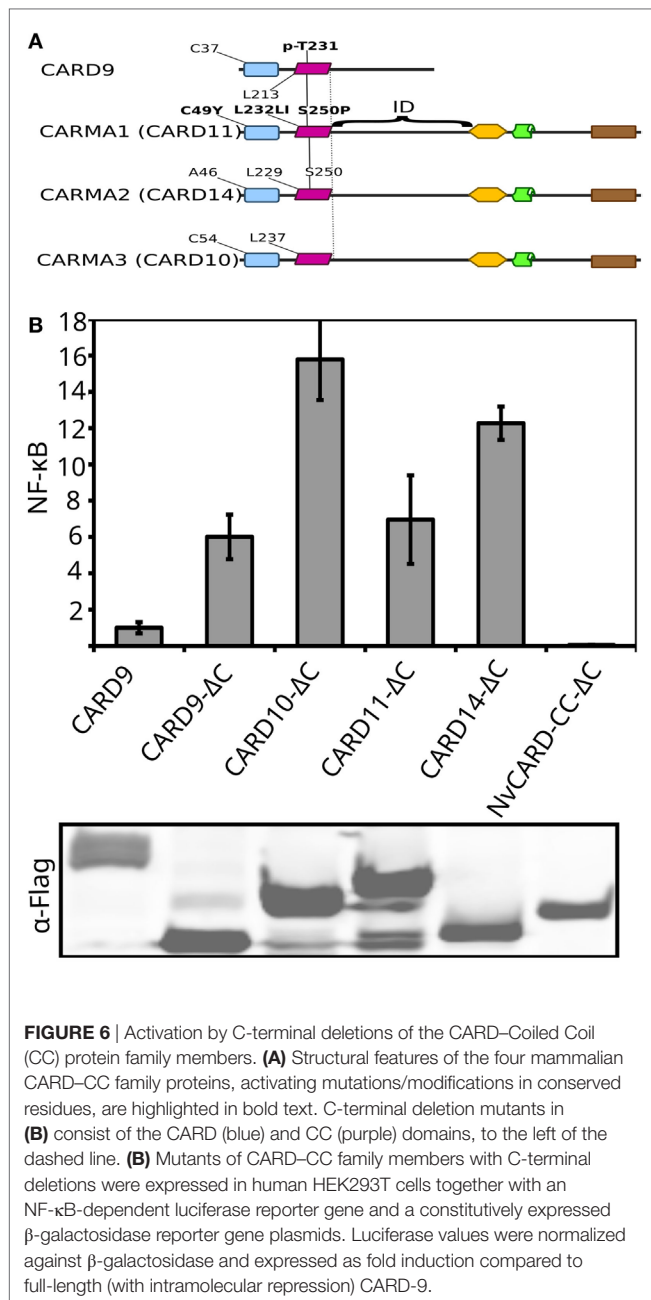 A
C37
p-T231
CARD9
L213
C49Y L232LI S250P
ID
CARMA1 (CARD11)
A46 L229 S250
CARMA2 (CARD14)
C54 L237
CARMA3 (CARD10)
B
18
16
14
12
10
8
6
4
2
NF-κB
CARD9
CARD9-ΔC
CARD10-ΔC
CARD11-ΔC
CARD14-ΔC
NvCARD-CC-ΔC
α-Flag
FIGURE 6 | Activation by C-terminal deletions of the CARD–Coiled Coil
(CC) protein family members. (A) Structural features of the four mammalian
CARD–CC family proteins, activating mutations/modifications in conserved
residues, are highlighted in bold text. C-terminal deletion mutants in
(B) consist of the CARD (blue) and CC (purple) domains, to the left of the
dashed line. (B) Mutants of CARD–CC family members with C-terminal
deletions were expressed in human HEK293T cells together with an
NF-κB-dependent luciferase reporter gene and a constitutively expressed
β-galactosidase reporter gene plasmids. Luciferase values were normalized
against β-galactosidase and expressed as fold induction compared to
full-length (with intramolecular repression) CARD-9.